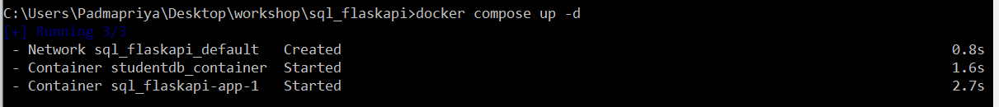 C:\Users\Padmapriya\Desktop\workshop\sql_flaskapi>docker compose up -d
[+] Running 3/3
- Network sql_flaskapi_default Created 0.8s
- Container studentdb_container Started 1.6s
- Container sql_flaskapi-app-1 Started 2.7s